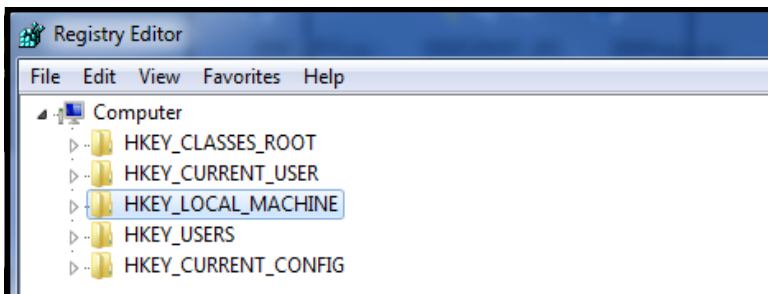 Registry Editor
File Edit View Favorites Help
Computer
HKEY_CLASSES_ROOT
HKEY_CURRENT_USER
HKEY_LOCAL_MACHINE
HKEY_USERS
HKEY_CURRENT_CONFIG